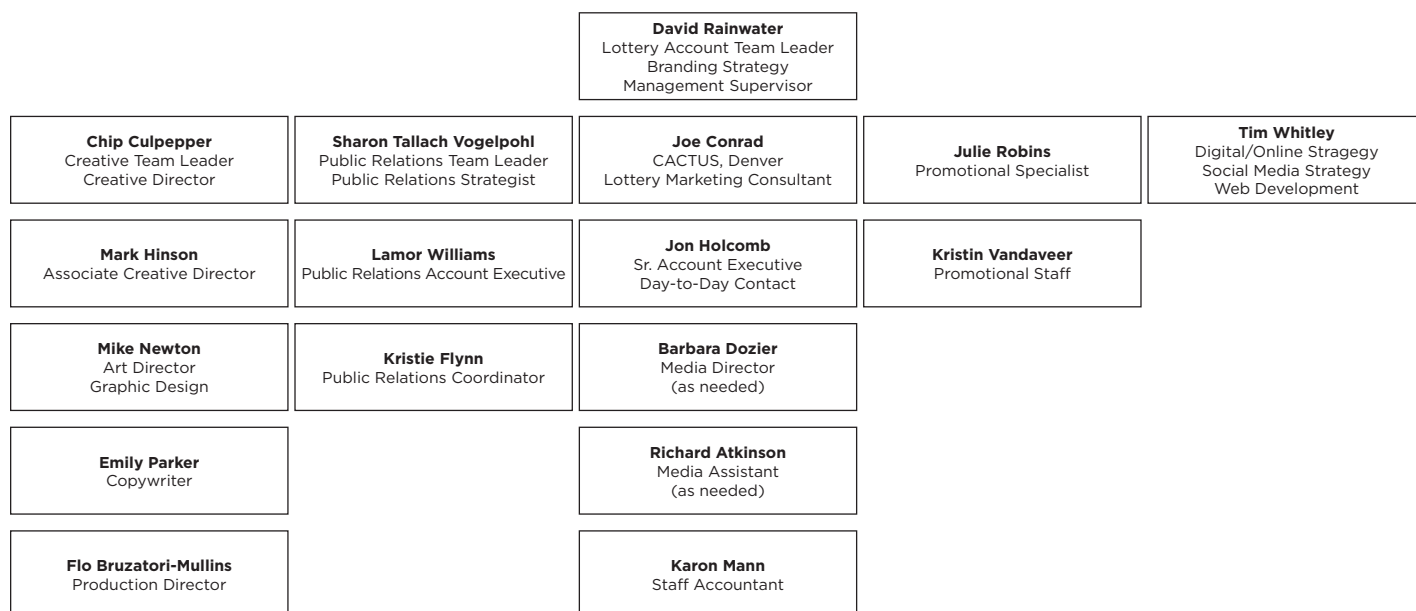 David Rainwater
Lottery Account Team Leader
Branding Strategy
Management Supervisor
Chip Culpepper
Creative Team Leader
Creative Director
Sharon Tallach Vogelpohl
Public Relations Team Leader
Public Relations Strategist
Joe Conrad
CACTUS, Denver
Lottery Marketing Consultant
Julie Robins
Promotional Specialist
Tim Whitley
Digital/Online Stragegy
Social Media Strategy
Web Development
Mark Hinson
Associate Creative Director
Lamor Williams
Public Relations Account Executive
Jon Holcomb
Sr. Account Executive
Day-to-Day Contact
Kristin Vandaveer
Promotional Staff
Mike Newton
Art Director
Graphic Design
Kristie Flynn
Public Relations Coordinator
Barbara Dozier
Media Director
(as needed)
Emily Parker
Copywriter
Richard Atkinson
Media Assistant
(as needed)
Flo Bruzatori-Mullins
Production Director
Karon Mann
Staff Accountant